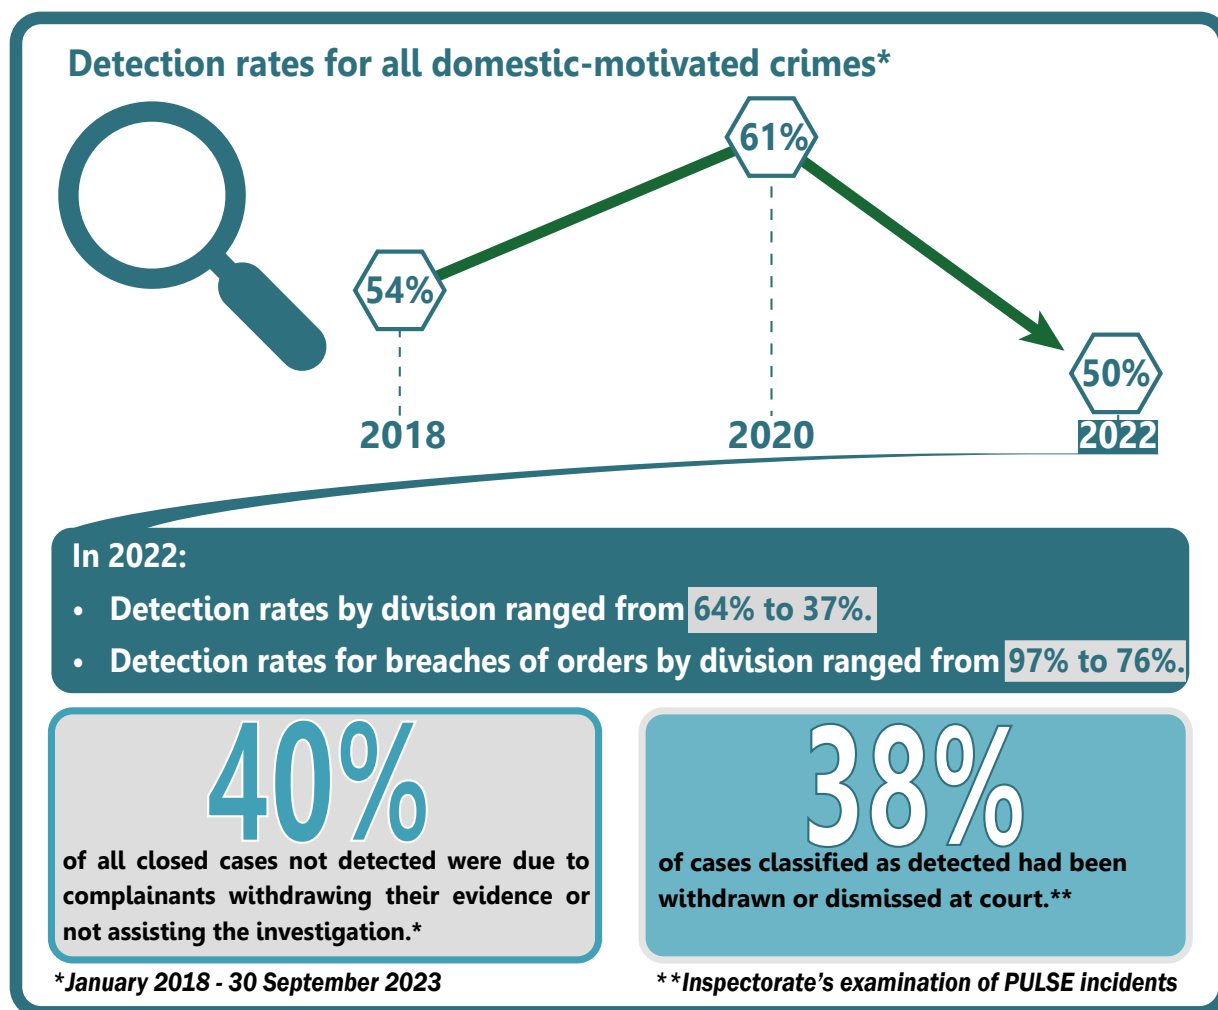 Detection rates for all domestic-motivated crimes*
61%
54%
50%
2018 2020 2022
In 2022:
• Detection rates by division ranged from 64% to 37%.
• Detection rates for breaches of orders by division ranged from 97% to 76%.
40%
of all closed cases not detected were due to
complainants withdrawing their evidence or
not assisting the investigation.*
38%
of cases classified as detected had been
withdrawn or dismissed at court.**
*January 2018 - 30 September 2023
**Inspectorate's examination of PULSE incidents